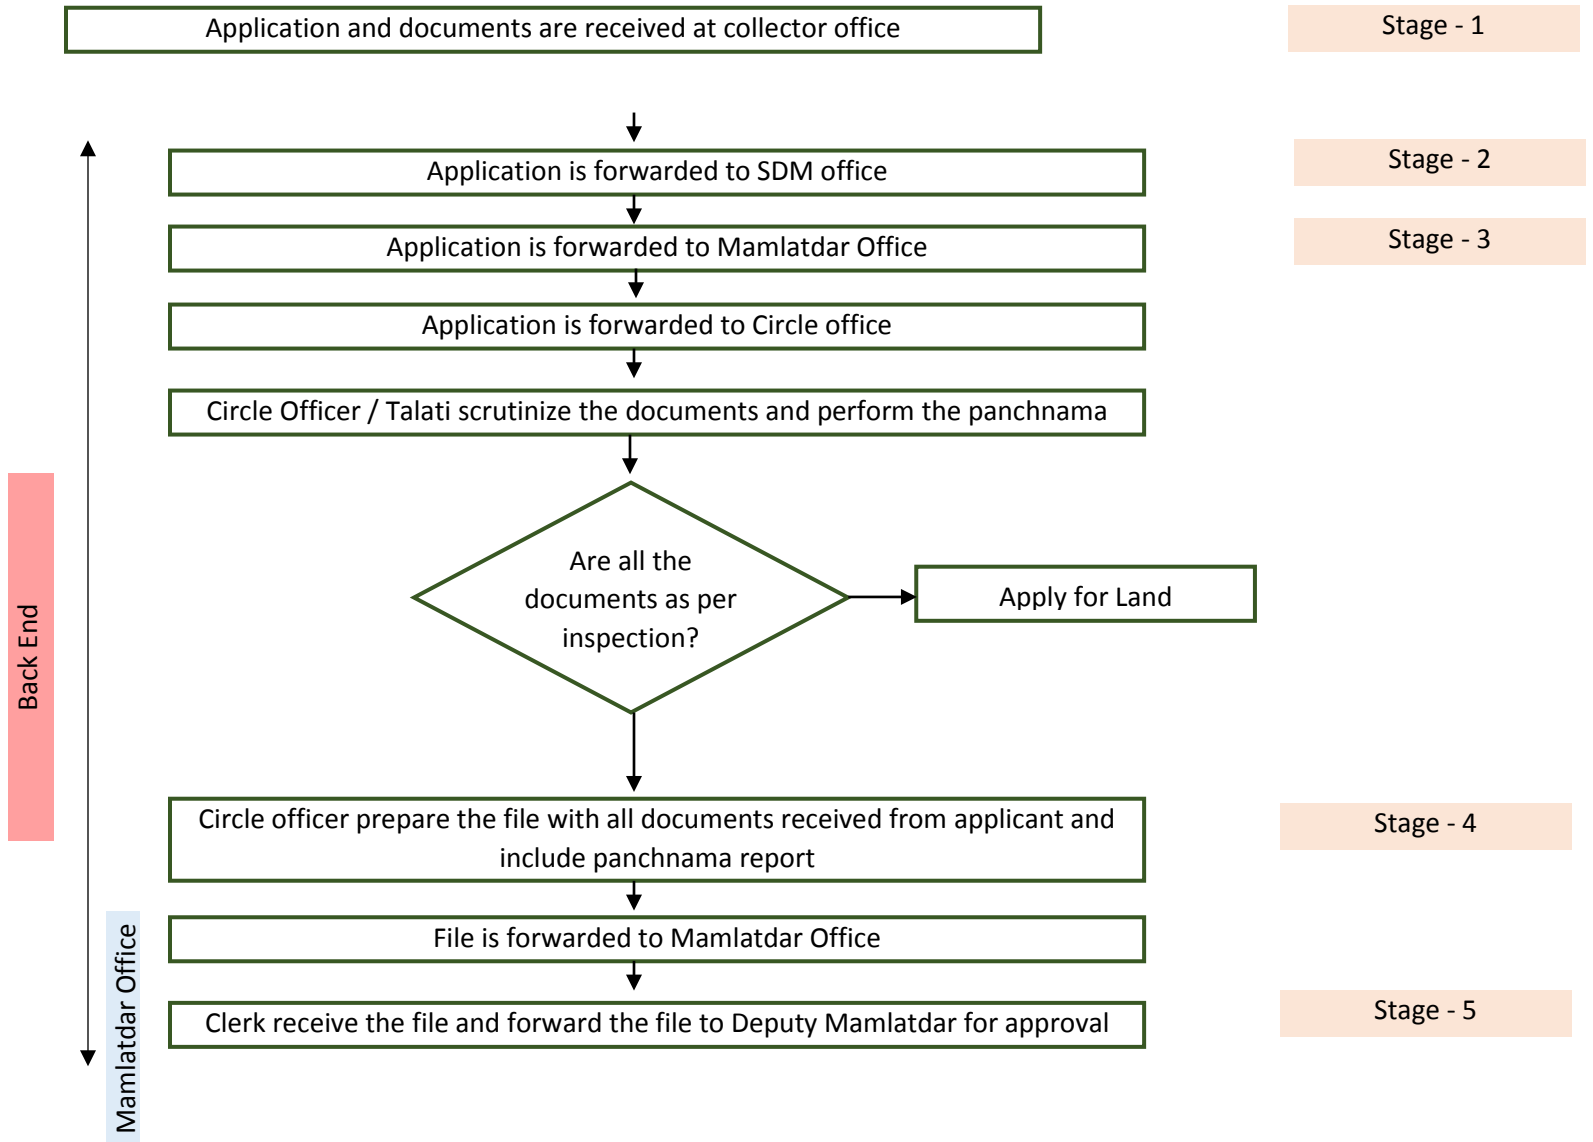 Application and documents are received at collector office
Stage - 1
Application is forwarded to SDM office
Stage - 2
Application is forwarded to Mamlatdar Office
Stage - 3
Application is forwarded to Circle office
Circle Officer / Talati scrutinize the documents and perform the panchnama
Are all the
documents as per
inspection?
Apply for Land
Back End
Circle officer prepare the file with all documents received from applicant and
include panchnama report
Stage - 4
File is forwarded to Mamlatdar Office
Mamlatdar Office
Clerk receive the file and forward the file to Deputy Mamlatdar for approval
Stage - 5